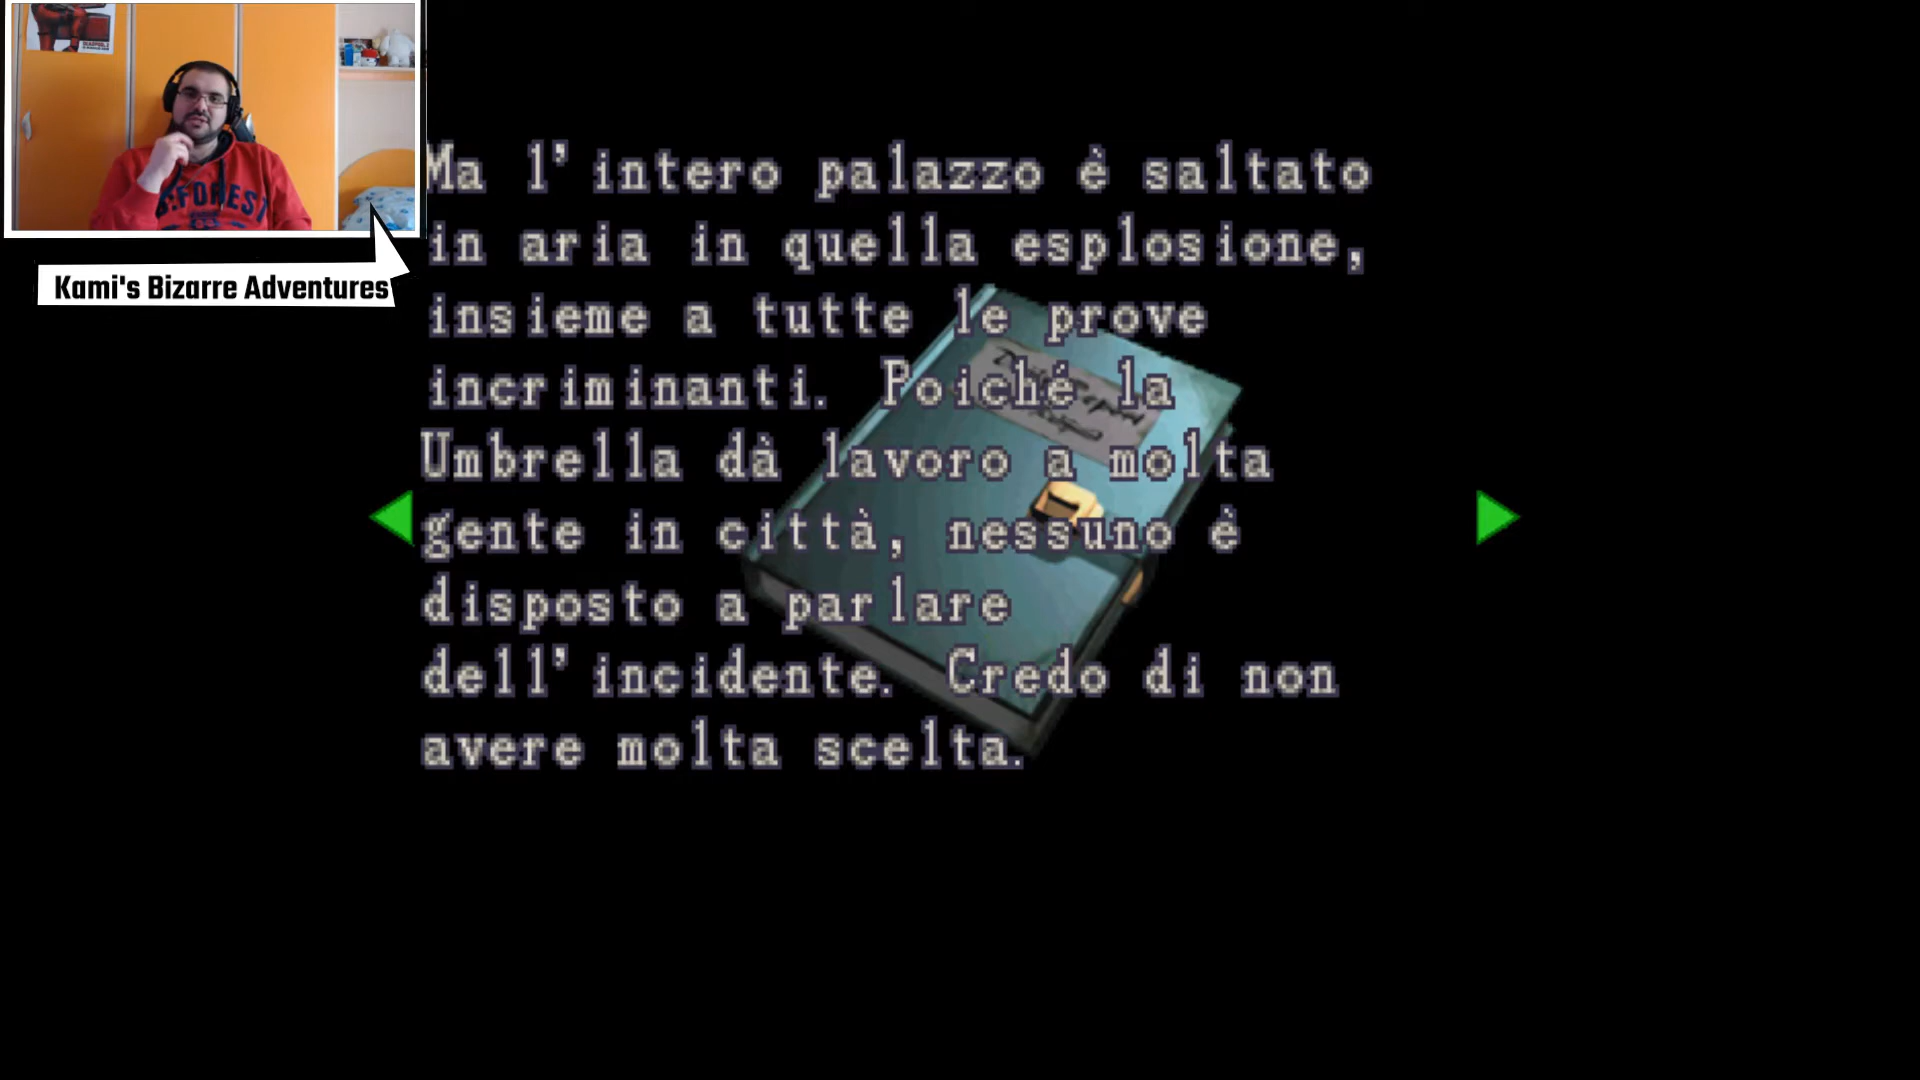 Kami's Bizarre Adventures
Ma l'intero palazzo è saltato
in aria in quella esplosione,
insieme a tutte le prove
incriminanti. Poiché la
Umbrella dà lavoro a molta
gente in città, nessuno è
disposto a parlare
dell'incidente. Credo di non
avere molta scelta.